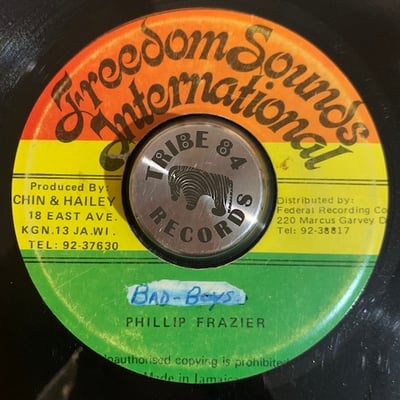 Freedom Sounds
International
TRIBE 84
RECORDS
Produced By:
CHIN & HAILEY
18 EAST AVE.
KGN.13 JA.WI.
TEL: 92-37630
Distributed by:
Federal Recording Co
220 Marcus Garvey D
Tel: 92-38817
BAD-BOYS
PHILLIP FRAZIER
nauthorised copying is prohibite
Made in Jamaica